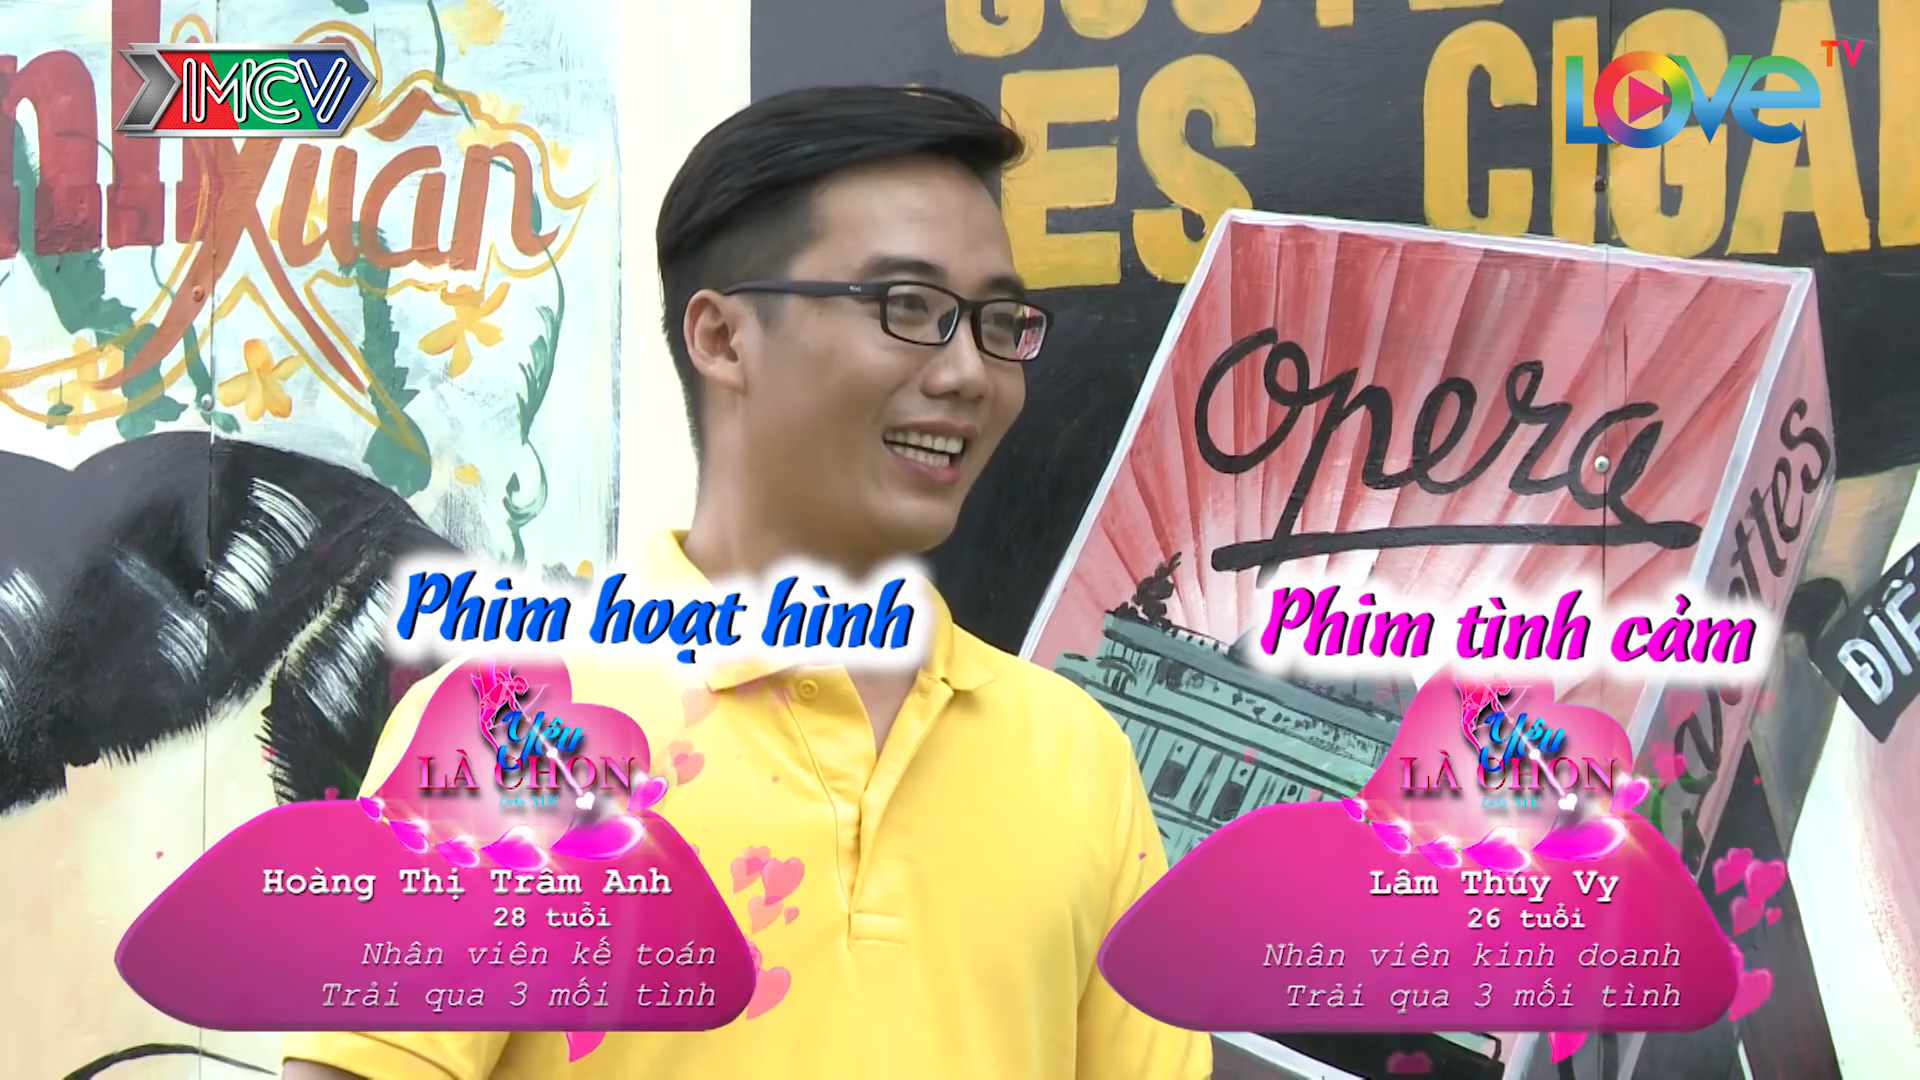 MCV
LOVE TV
xuân
ES CIGA
Opera
ĐIẾ
Phim hoạt hình
Phim tình cảm
Yêu
LÀ CHỌN
Yêu
LÀ CHỌN
Hoàng Thị Trâm Anh
28 tuổi
Nhân viên kế toán
Trải qua 3 mối tình
Lâm Thúy Vy
26 tuổi
Nhân viên kinh doanh
Trải qua 3 mối tình